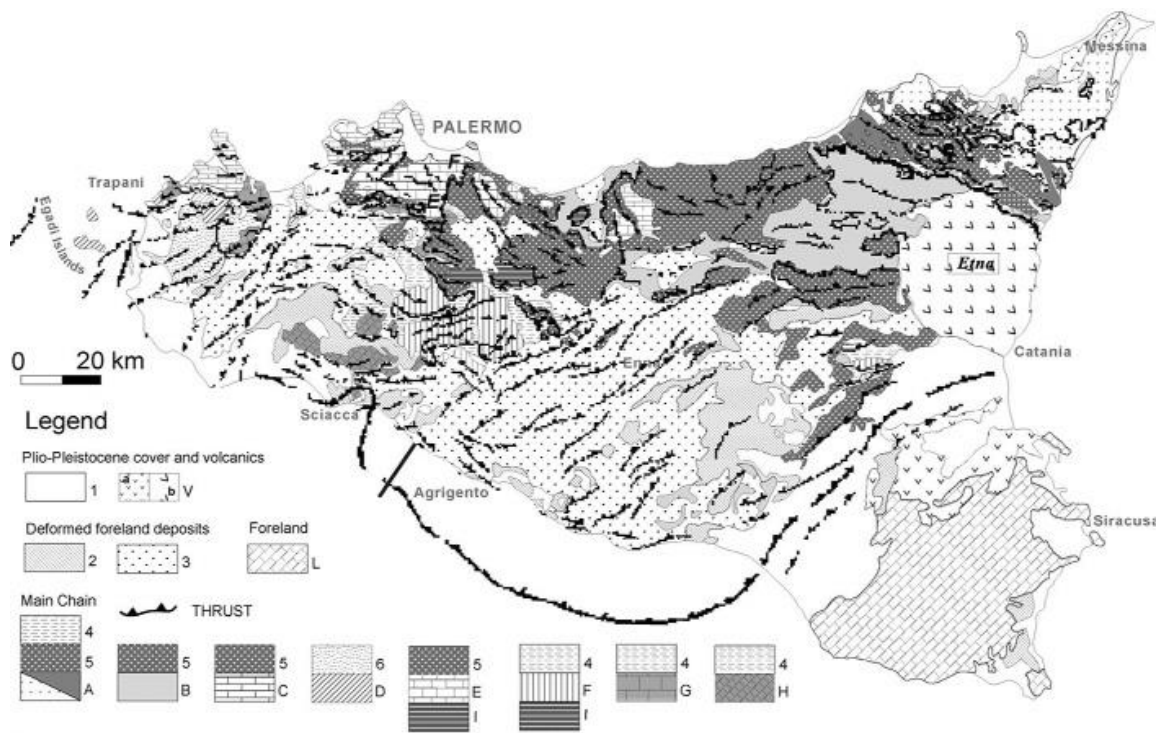 Messina
PALERMO
Trapani
Egadi Islands
F
E
Etna
0 20 km
Catania
Sciacca
Legend
Plio-Pleistocene cover and volcanics
1 a b V
Agrigento
Siracusa
Deformed foreland deposits Foreland
2 3 L
Main Chain
THRUST
4
5 5 5 6 5 4 4 4
A B C D E F G H
I I'